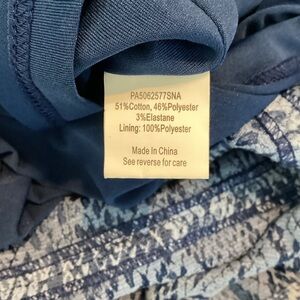 PA5062577SNA
51%Cotton, 46%Polyester
3%Elastane
Lining: 100%Polyester
Made In China
See reverse for care